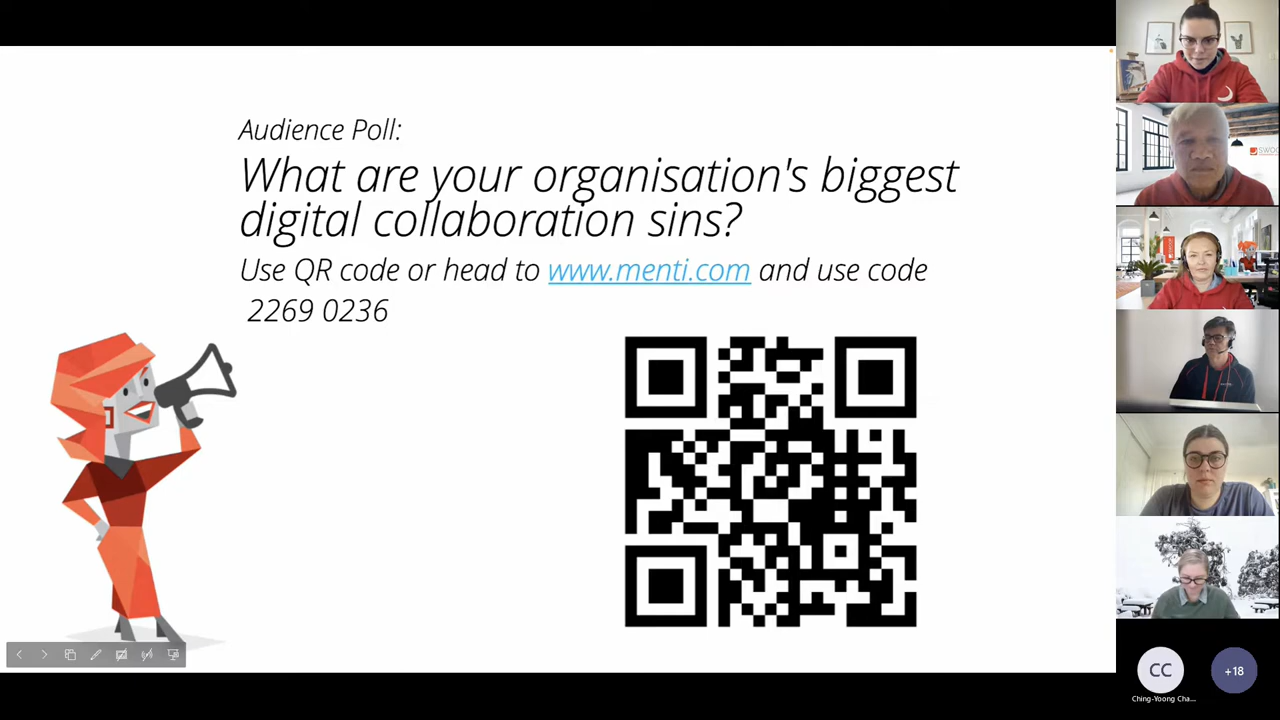 Audience Poll:
What are your organisation's biggest
digital collaboration sins?
Use QR code or head to www.menti.com and use code
2269 0236
SWOO
CC
+18
Ching-Yoong Cha...